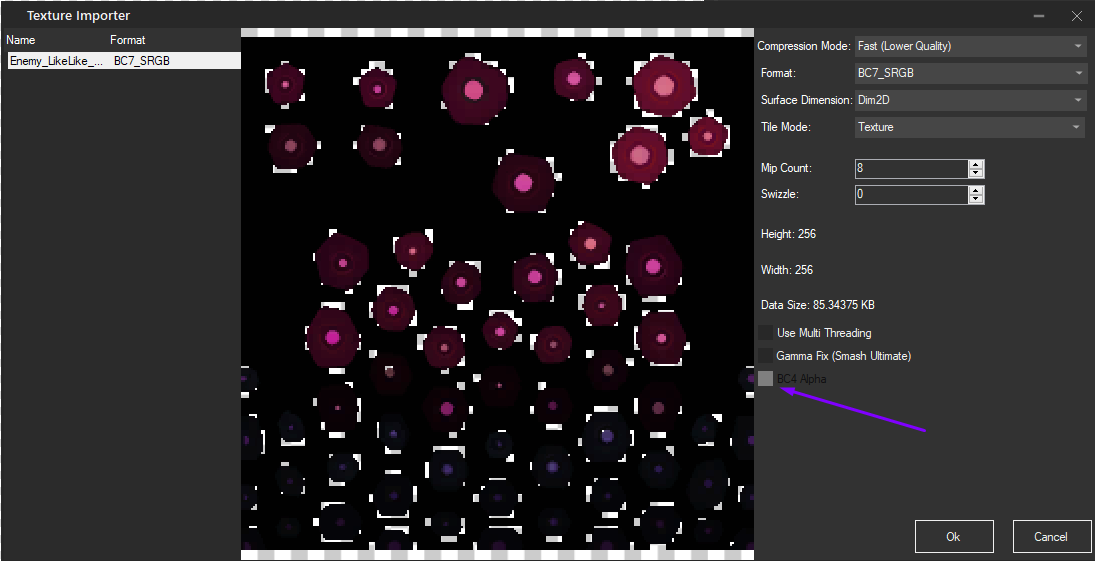 Texture Importer
Name Format
Enemy_LikeLike_... BC7_SRGB
Compression Mode: Fast (Lower Quality)
Format: BC7_SRGB
Surface Dimension: Dim2D
Tile Mode: Texture
Mip Count: 8
Swizzle: 0
Height: 256
Width: 256
Data Size: 85.34375 KB
Use Multi Threading
Gamma Fix (Smash Ultimate)
BC4 Alpha
Ok Cancel